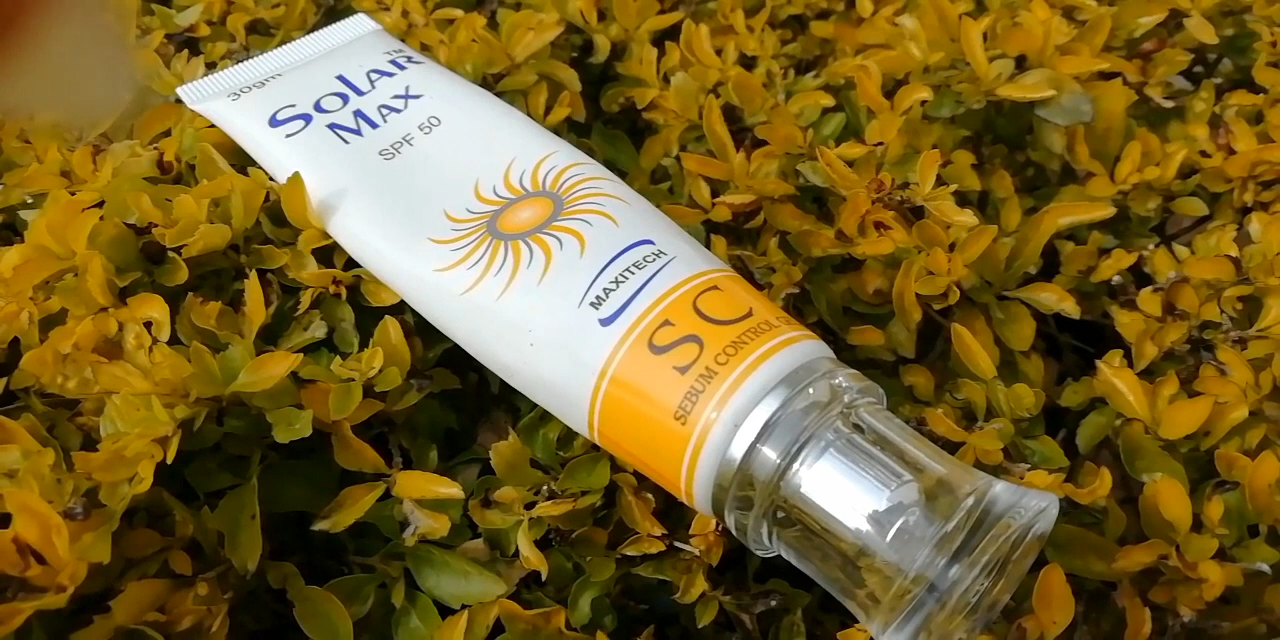 30gm
SOLAR™
MAX
SPF 50
MAXITECH
SC
SEBUM CONTROL